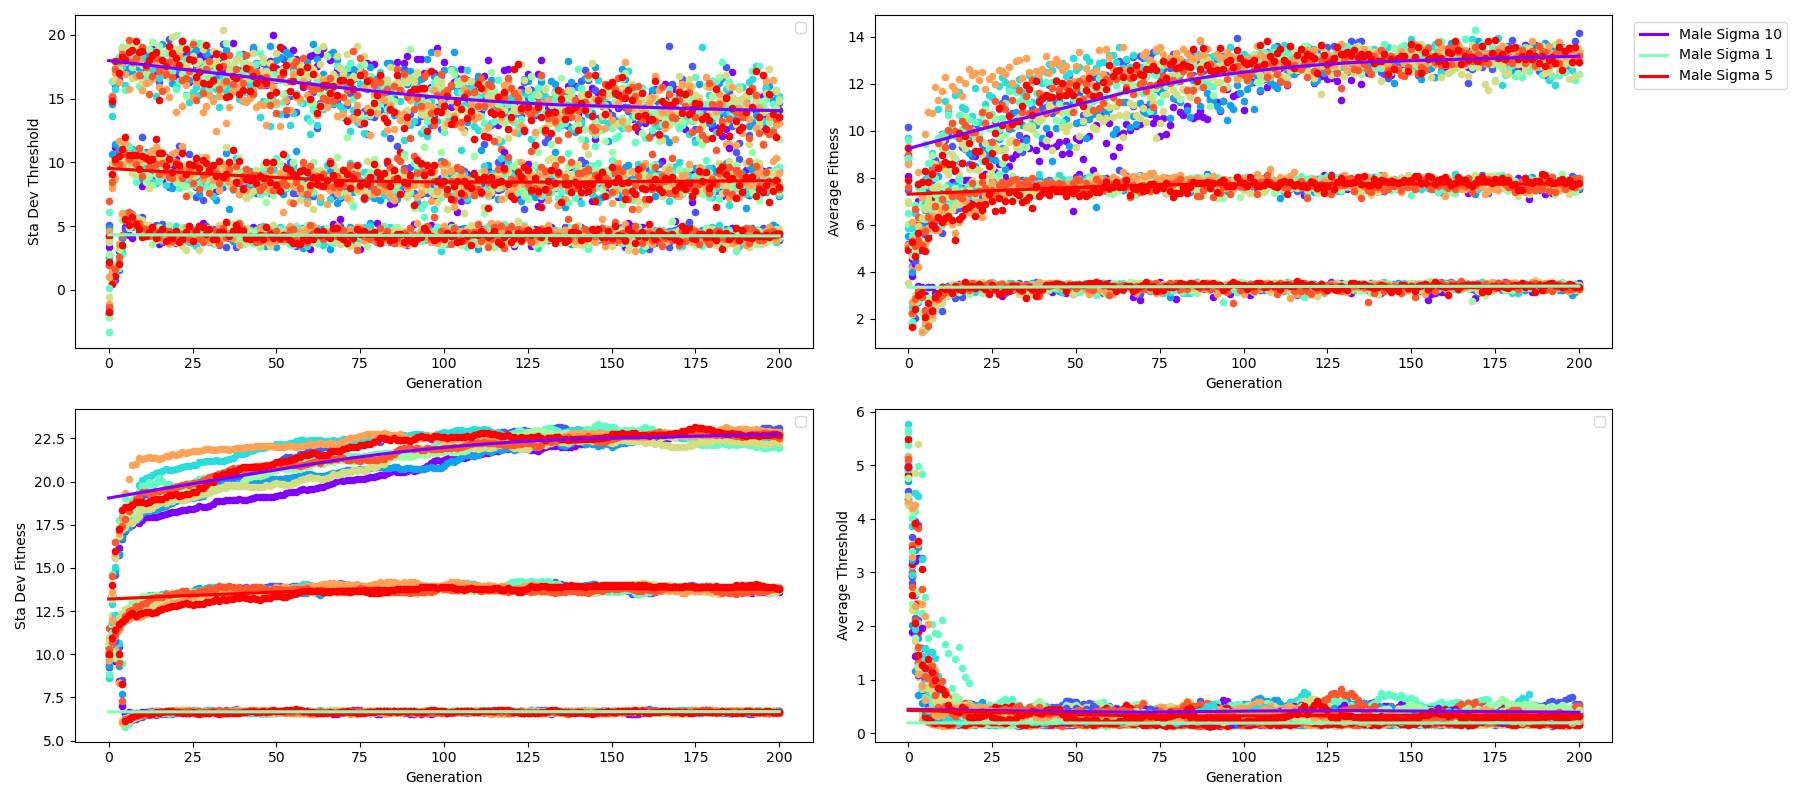 20
15
10
5
0
Sta Dev Threshold
0 25 50 75 100 125 150 175 200
Generation
14
12
10
8
6
4
2
Average Fitness
0 25 50 75 100 125 150 175 200
Generation
Male Sigma 10
Male Sigma 1
Male Sigma 5
22.5
20.0
17.5
15.0
12.5
10.0
7.5
5.0
Sta Dev Fitness
0 25 50 75 100 125 150 175 200
Generation
6
5
4
3
2
1
0
Average Threshold
0 25 50 75 100 125 150 175 200
Generation